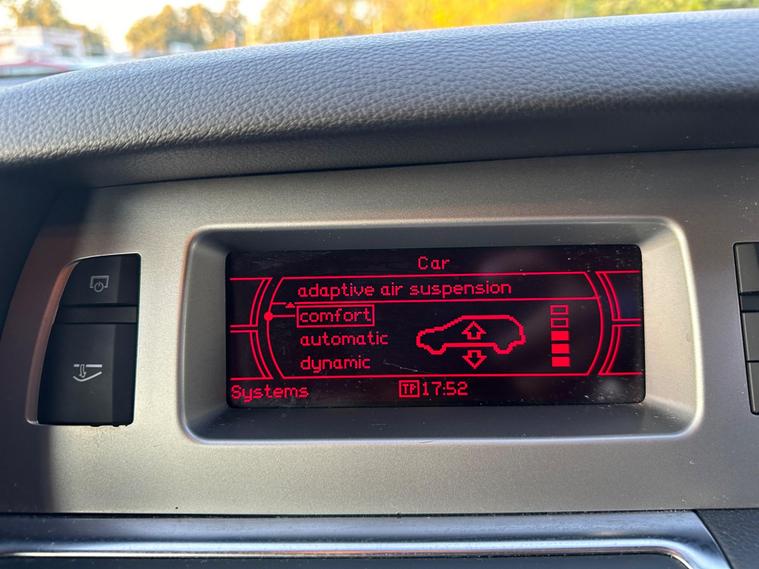 Car
adaptive air suspension
comfort
automatic
dynamic
Systems TP 17:52